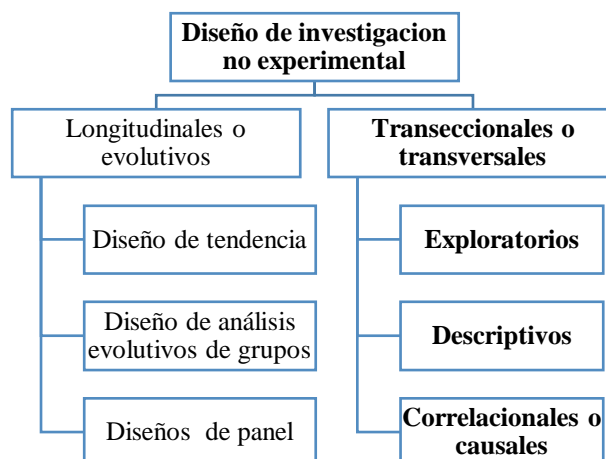 Diseño de investigacion
no experimental
Longitudinales o
evolutivos
Diseño de tendencia
Diseño de análisis
evolutivos de grupos
Diseños de panel
Transeccionales o
transversales
Exploratorios
Descriptivos
Correlacionales o
causales